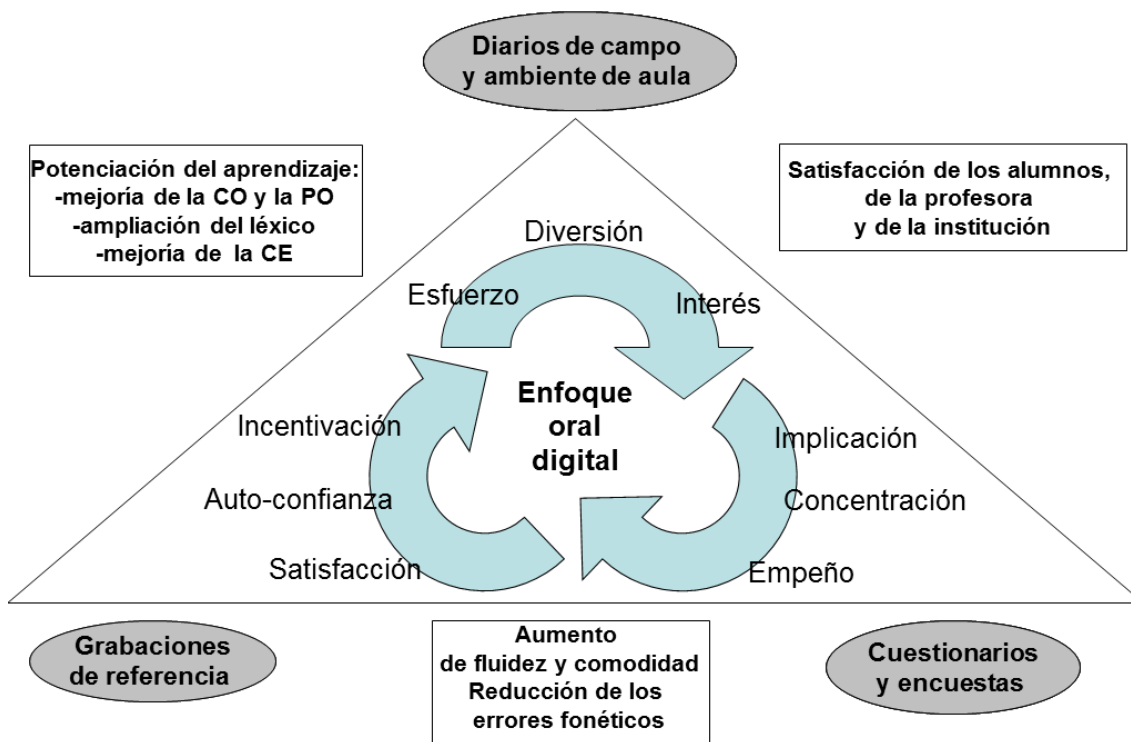 Diarios de campo
y ambiente de aula
Potenciación del aprendizaje:
-mejoría de la CO y la PO
-ampliación del léxico
-mejoría de la CE
Satisfacción de los alumnos,
de la profesora
y de la institución
Diversión
Esfuerzo
Interés
Enfoque
oral
digital
Incentivación
Auto-confianza
Satisfacción
Implicación
Concentración
Empeño
Grabaciones
de referencia
Aumento
de fluidez y comodidad
Reducción de los
errores fonéticos
Cuestionarios
y encuestas